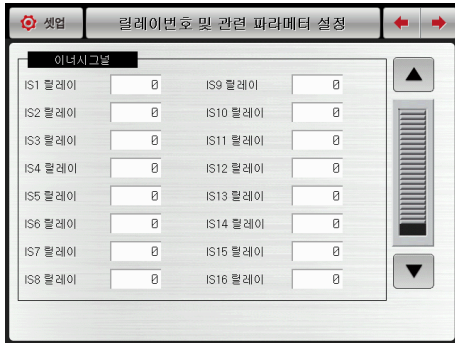 셋업
릴레이번호 및 관련 파라메터 설정
이너시그널
IS1 릴레이 0 IS9 릴레이 0
IS2 릴레이 0 IS10 릴레이 0
IS3 릴레이 0 IS11 릴레이 0
IS4 릴레이 0 IS12 릴레이 0
IS5 릴레이 0 IS13 릴레이 0
IS6 릴레이 0 IS14 릴레이 0
IS7 릴레이 0 IS15 릴레이 0
IS8 릴레이 0 IS16 릴레이 0